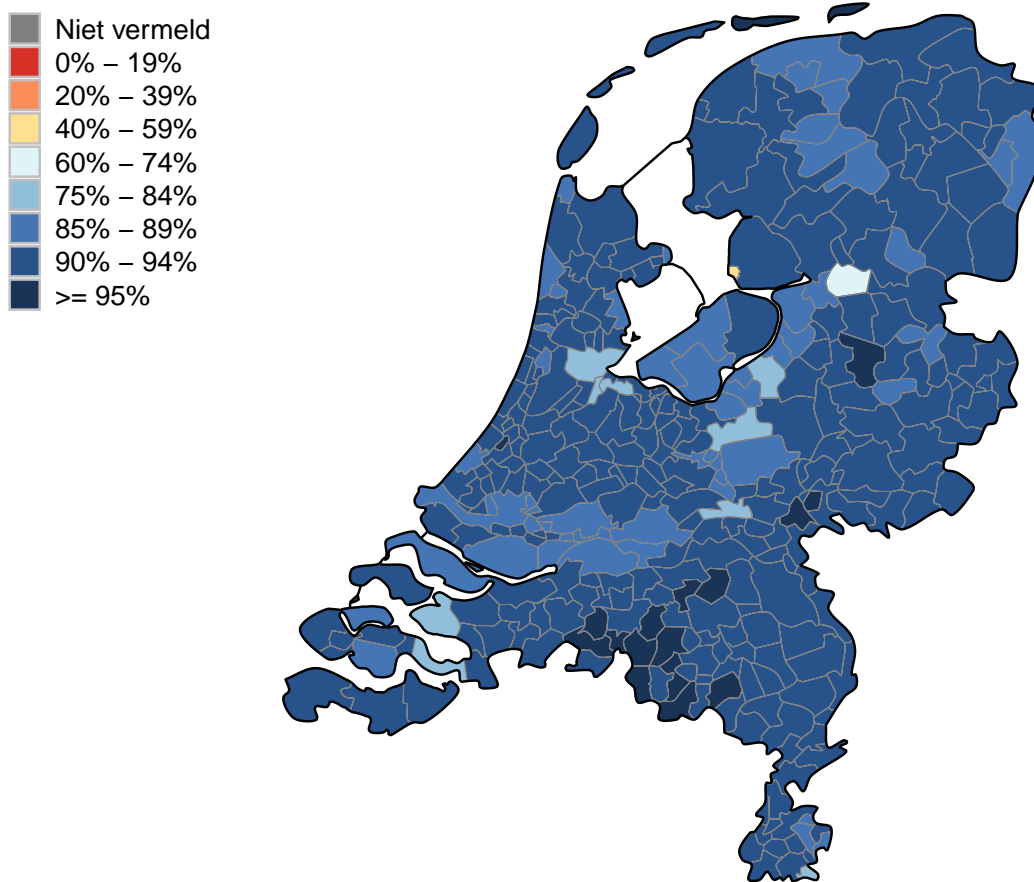 Niet vermeld
0% – 19%
20% – 39%
40% – 59%
60% – 74%
75% – 84%
85% – 89%
90% – 94%
>= 95%